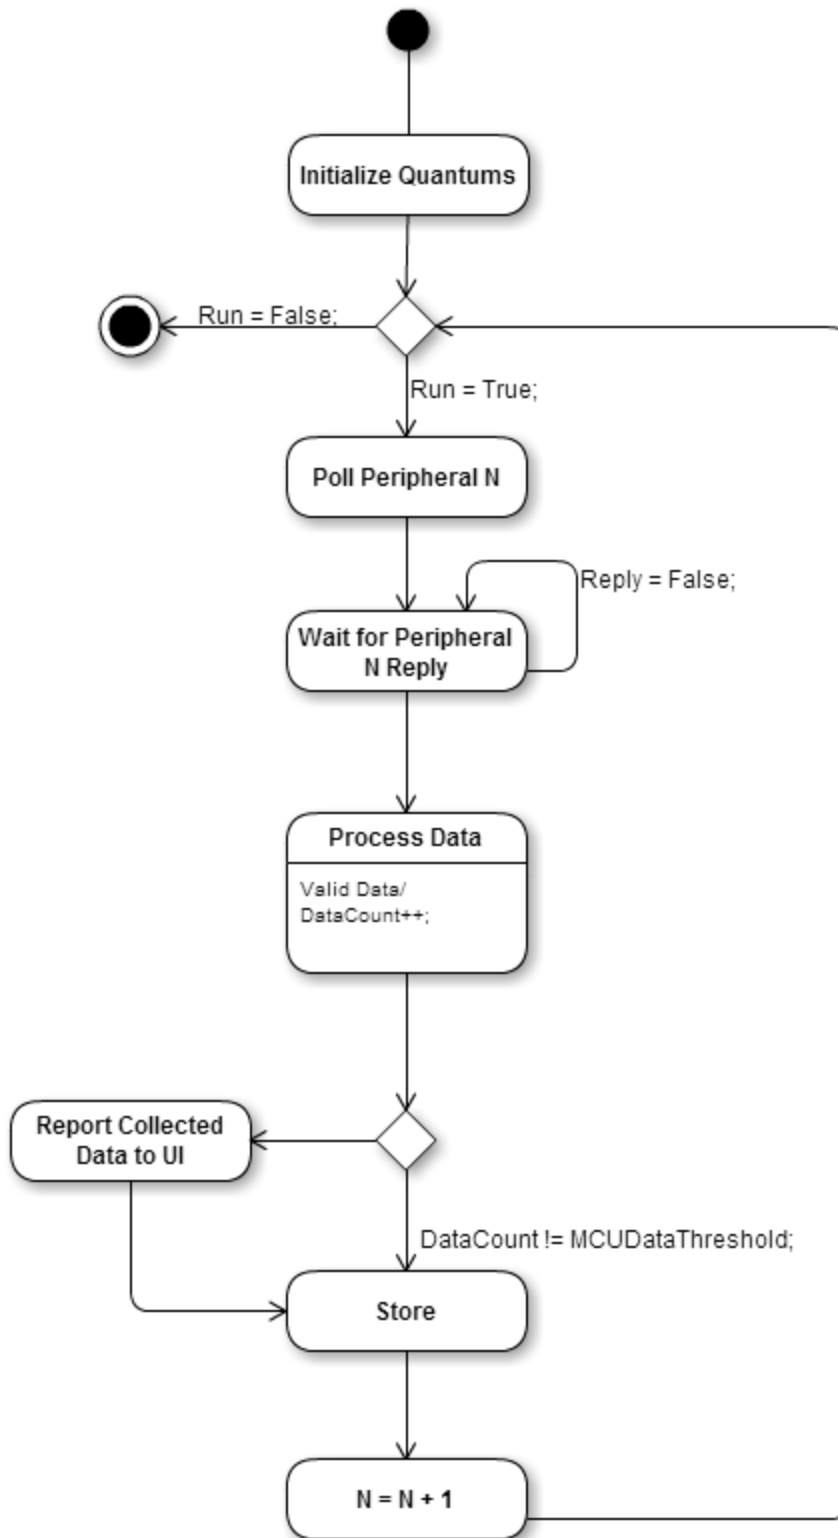 Initialize Quantums
Run = False;
Run = True;
Poll Peripheral N
Reply = False;
Wait for Peripheral
N Reply
Process Data
Valid Data/
DataCount++;
Report Collected
Data to UI
DataCount != MCUDataThreshold;
Store
N = N + 1